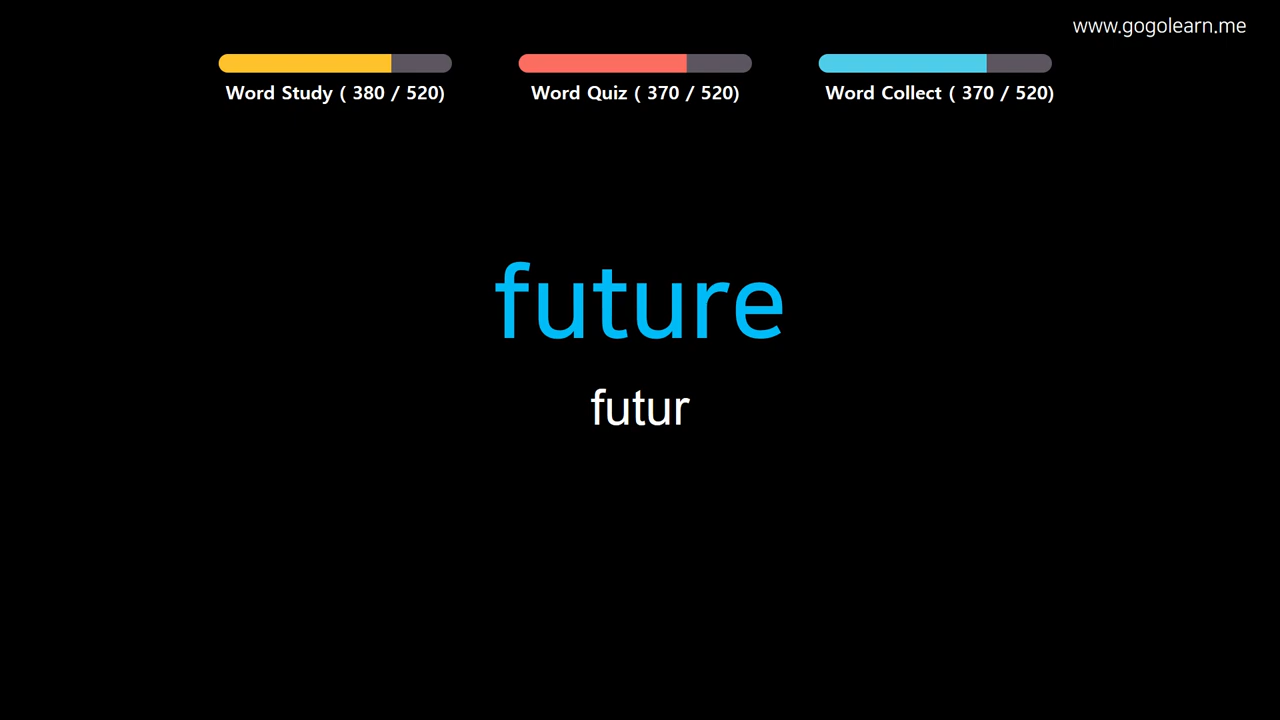 www.gogolearn.me
Word Study ( 380 / 520)
Word Quiz ( 370 / 520)
Word Collect ( 370 / 520)
future
futur